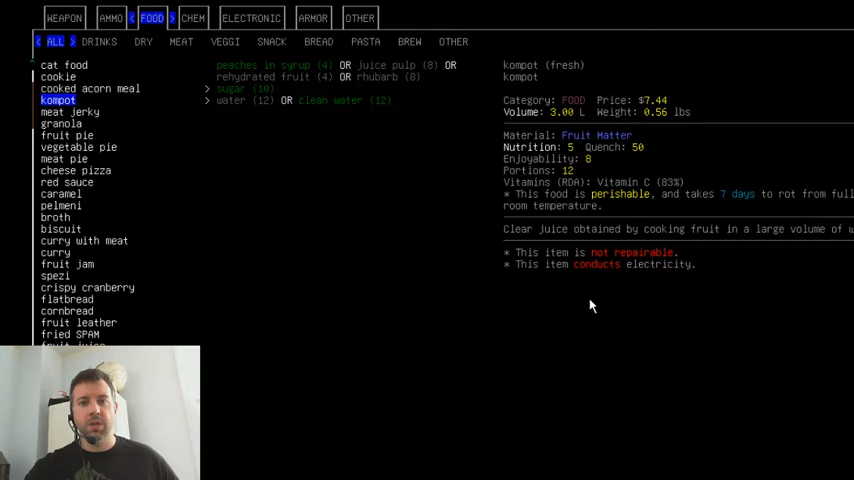 WEAPON AMMO < FOOD > CHEM ELECTRONIC ARMOR OTHER
< ALL > DRINKS DRY MEAT VEGGI SNACK BREAD PASTA BREW OTHER
cat food
cookie
cooked acorn meal
kompot
meat jerky
granola
fruit pie
vegetable pie
meat pie
cheese pizza
red sauce
caramel
pelmeni
broth
biscuit
curry with meat
curry
fruit jam
spezi
crispy cranberry
flatbread
cornbread
fruit leather
fried SPAM
peaches in syrup (4) OR juice pulp (8) OR
rehydrated fruit (4) OR rhubarb (8)
> sugar (10)
> water (12) OR clean water (12)
kompot (fresh)
kompot
Category: FOOD Price: $7.44
Volume: 3.00 L Weight: 0.56 lbs
Material: Fruit Matter
Nutrition: 5 Quench: 50
Enjoyability: 8
Portions: 12
Vitamins (RDA): Vitamin C (83%)
* This food is perishable, and takes 7 days to rot from full
room temperature.
Clear juice obtained by cooking fruit in a large volume of w
* This item is not repairable.
* This item conducts electricity.